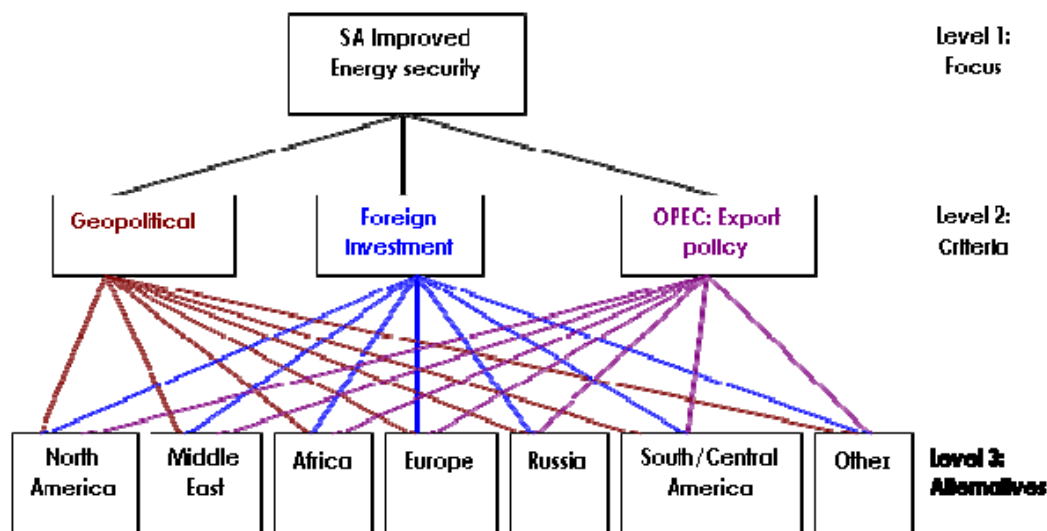 SA Improved
Energy security
Level 1:
Focus
Geopolitical
Foreign
Investment
OPEC: Export
policy
Level 2:
Criteria
North
America
Middle
East
Africa
Europe
Russia
South/Central
America
Other
Level 3:
Alternatives